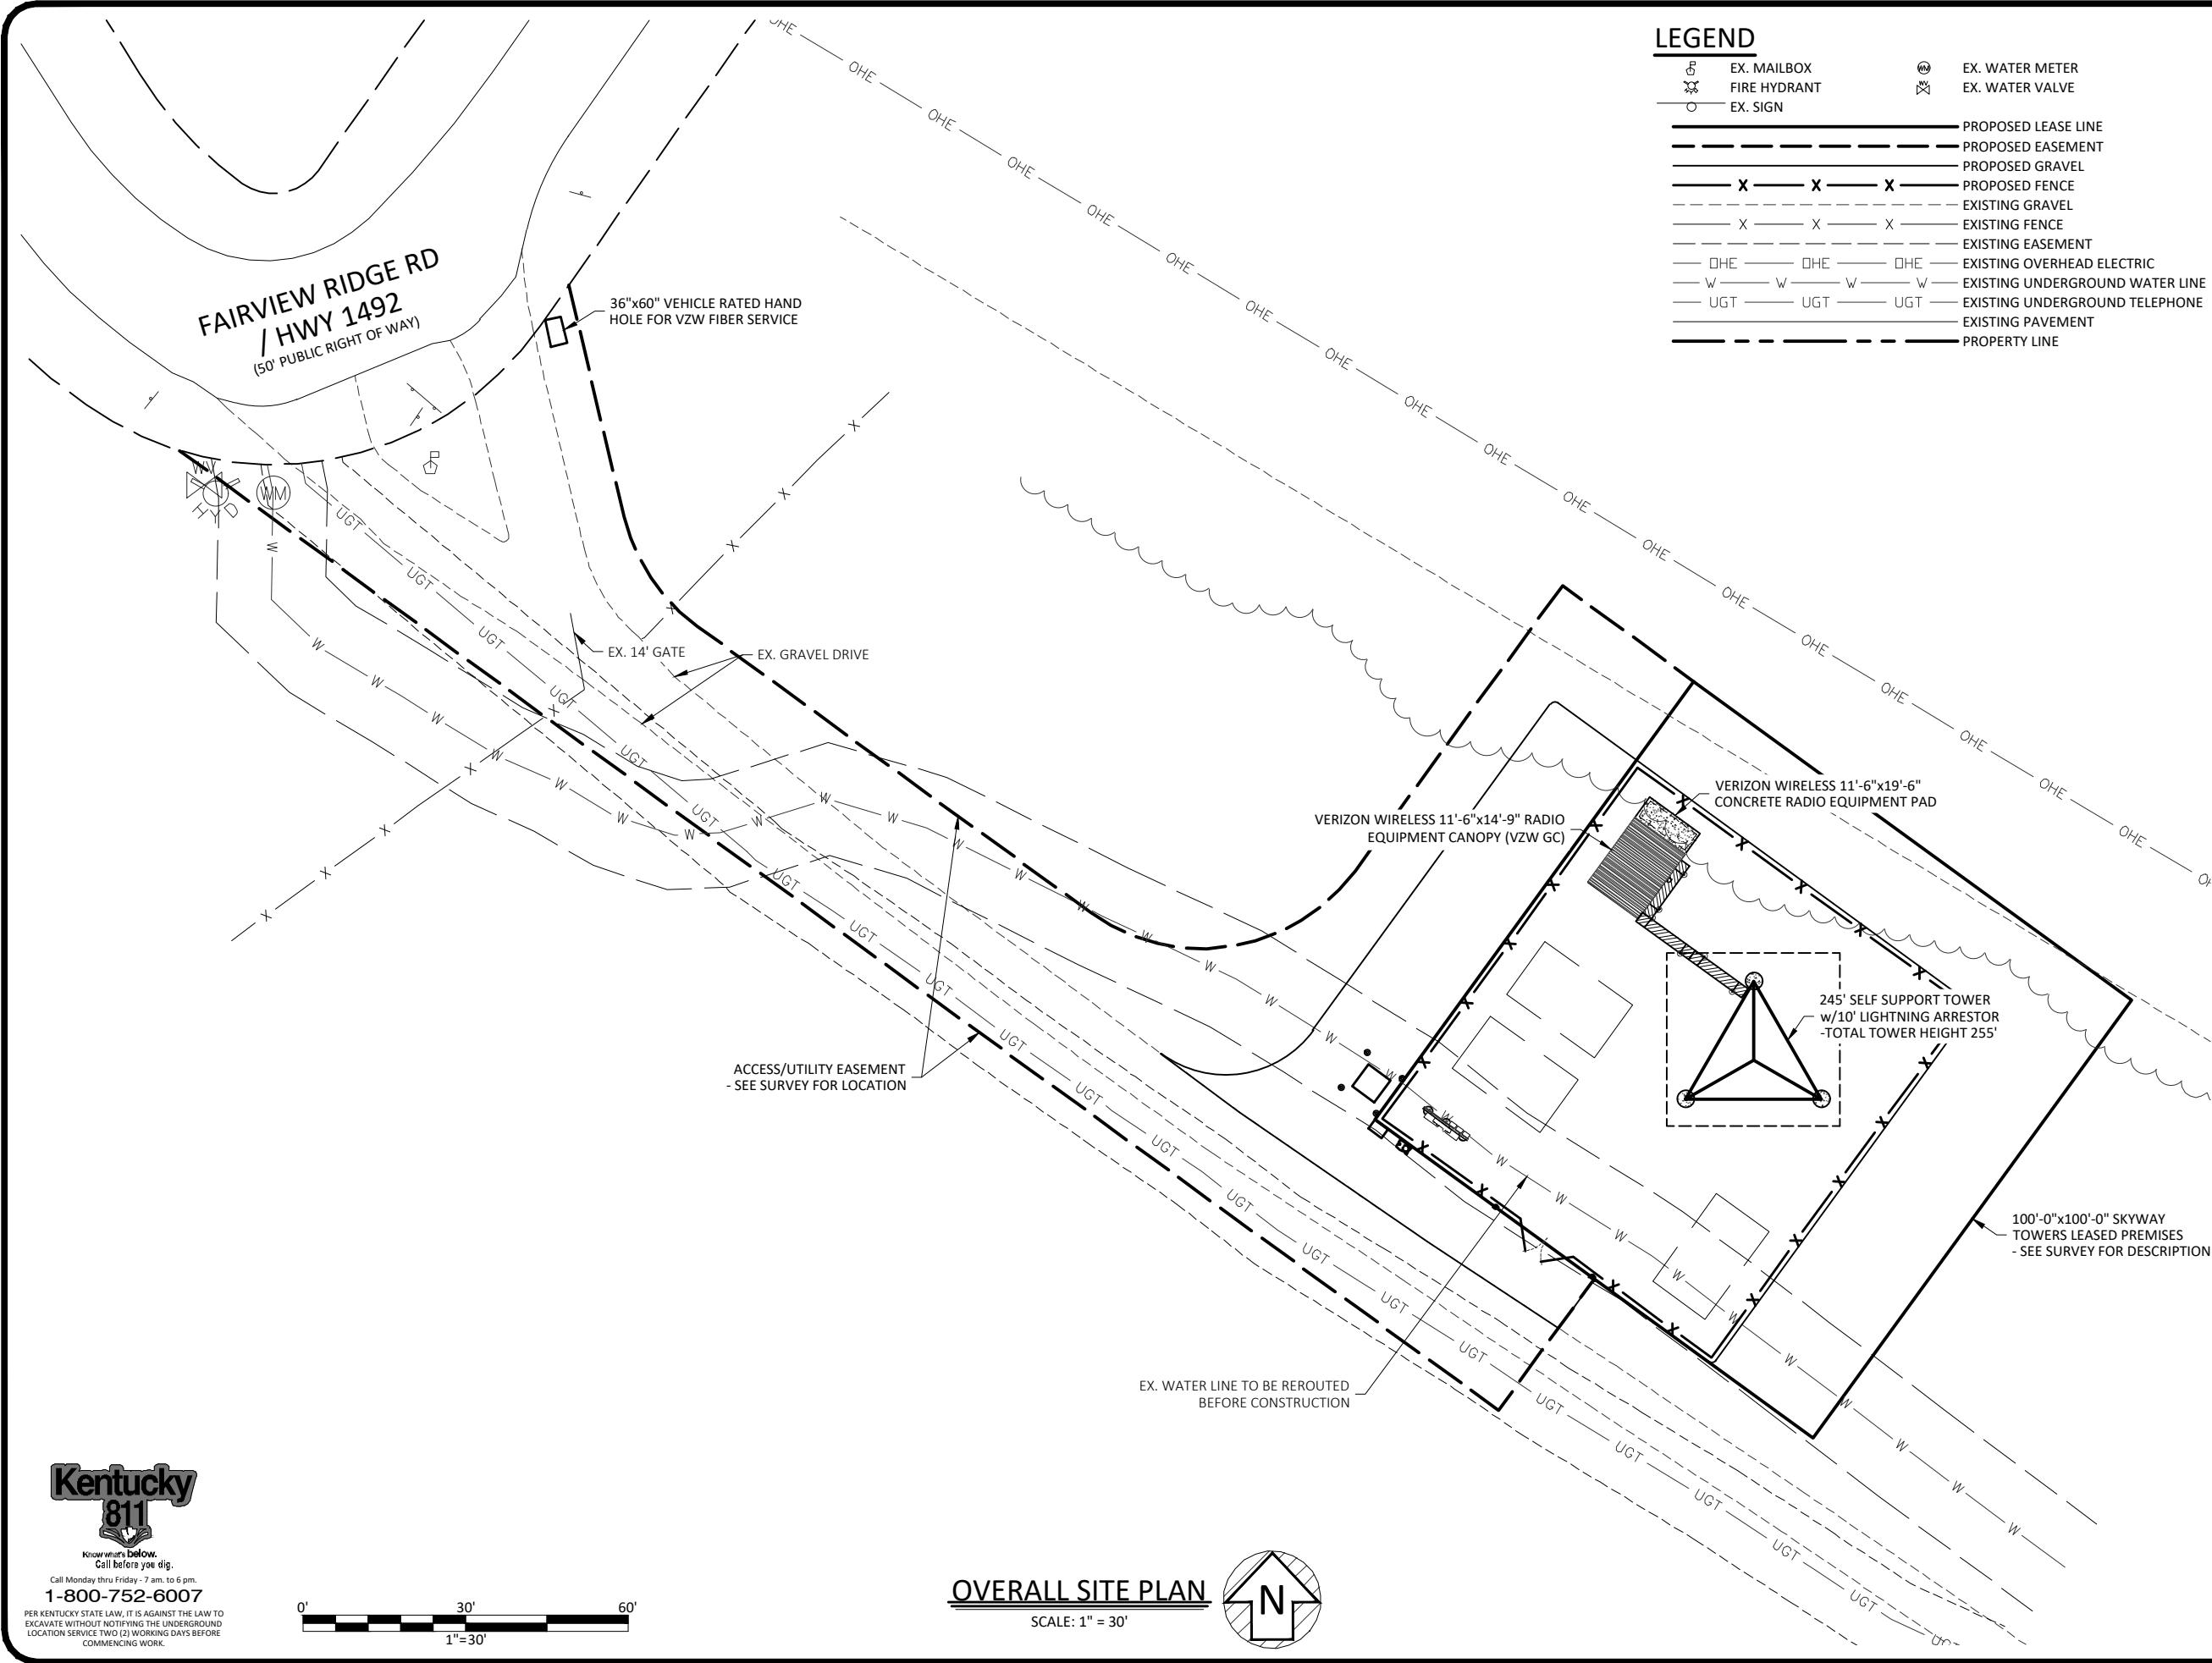 LEGEND
EX. MAILBOX
EX. WATER METER
FIRE HYDRANT
EX. WATER VALVE
EX. SIGN
PROPOSED LEASE LINE
PROPOSED EASEMENT
PROPOSED GRAVEL
PROPOSED FENCE
EXISTING GRAVEL
EXISTING FENCE
EXISTING EASEMENT
EXISTING OVERHEAD ELECTRIC
EXISTING UNDERGROUND WATER LINE
EXISTING UNDERGROUND TELEPHONE
EXISTING PAVEMENT
PROPERTY LINE
FAIRVIEW RIDGE RD
/ HWY 1492
(50' PUBLIC RIGHT OF WAY)
36"x60" VEHICLE RATED HAND
HOLE FOR VZW FIBER SERVICE
WV
HYD
WM
EX. 14' GATE
EX. GRAVEL DRIVE
VERIZON WIRELESS 11'-6"x19'-6"
CONCRETE RADIO EQUIPMENT PAD
VERIZON WIRELESS 11'-6"x14'-9" RADIO
EQUIPMENT CANOPY (VZW GC)
245' SELF SUPPORT TOWER
w/10' LIGHTNING ARRESTOR
-TOTAL TOWER HEIGHT 255'
ACCESS/UTILITY EASEMENT
- SEE SURVEY FOR LOCATION
100'-0"x100'-0" SKYWAY
TOWERS LEASED PREMISES
- SEE SURVEY FOR DESCRIPTION
EX. WATER LINE TO BE REROUTED
BEFORE CONSTRUCTION
Kentucky
811
Know what's below.
Call before you dig.
Call Monday thru Friday - 7 am. to 6 pm.
1-800-752-6007
PER KENTUCKY STATE LAW, IT IS AGAINST THE LAW TO
EXCAVATE WITHOUT NOTIFYING THE UNDERGROUND
LOCATION SERVICE TWO (2) WORKING DAYS BEFORE
COMMENCING WORK.
0' 30' 60'
1"=30'
OVERALL SITE PLAN
SCALE: 1" = 30'
N